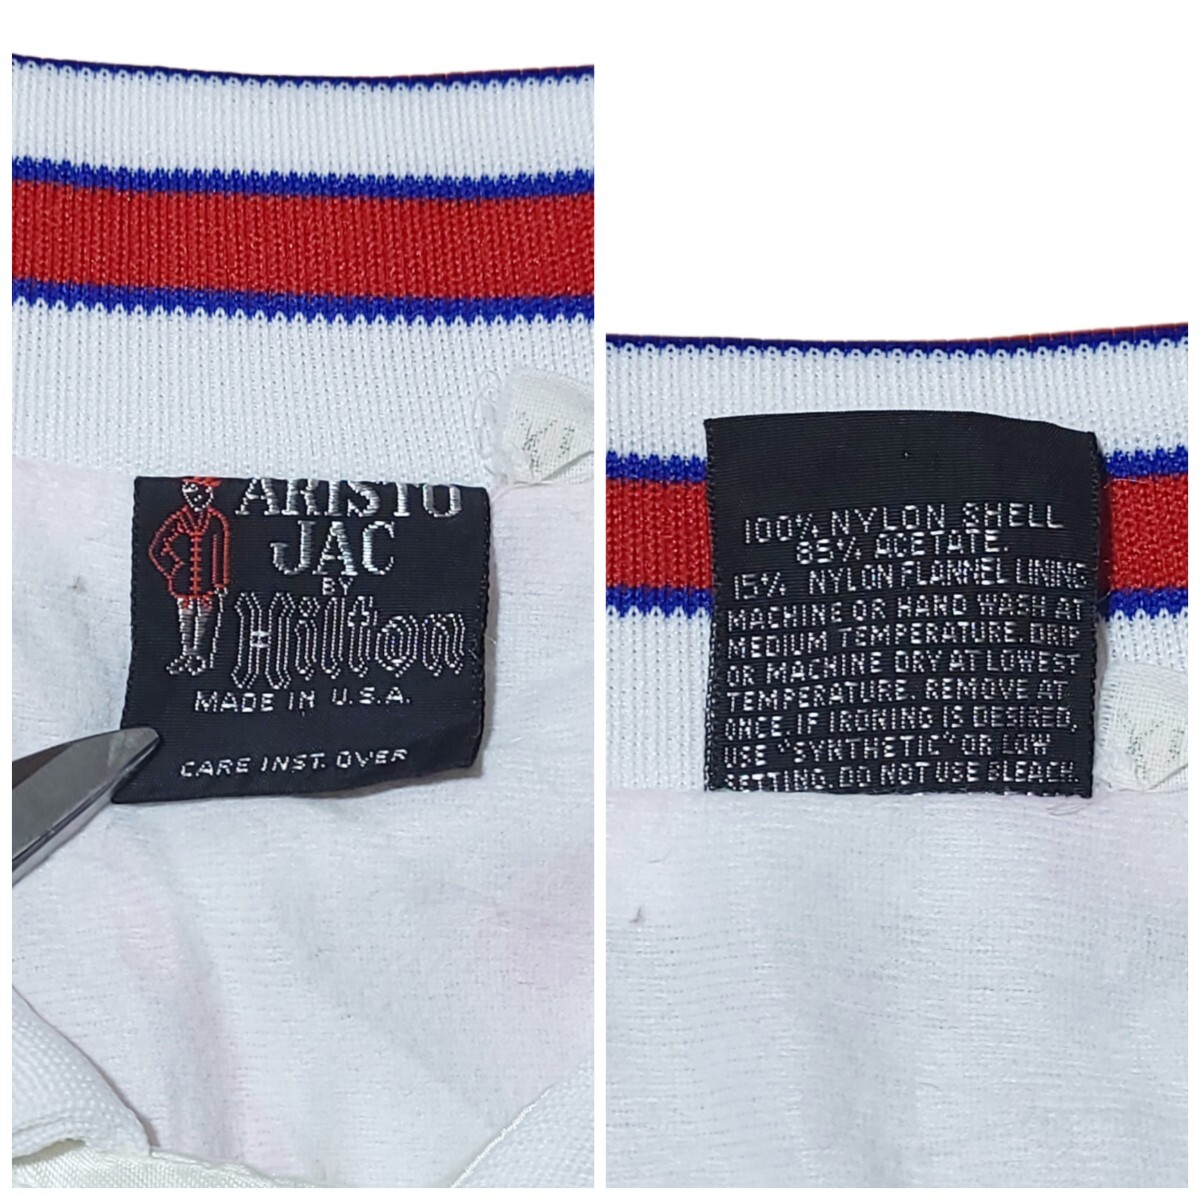 ARISTO
JAC
BY
Hilton
MADE IN U.S.A.
CARE INST. OVER
100% NYLON SHELL
85% ACETATE.
15% NYLON FLANNEL LINING
MACHINE OR HAND WASH AT
MEDIUM TEMPERATURE. DRIP
OR MACHINE DRY AT LOWEST
TEMPERATURE. REMOVE AT
ONCE. IF IRONING IS DESIRED,
USE "SYNTHETIC" OR LOW
SETTING. DO NOT USE BLEACH.